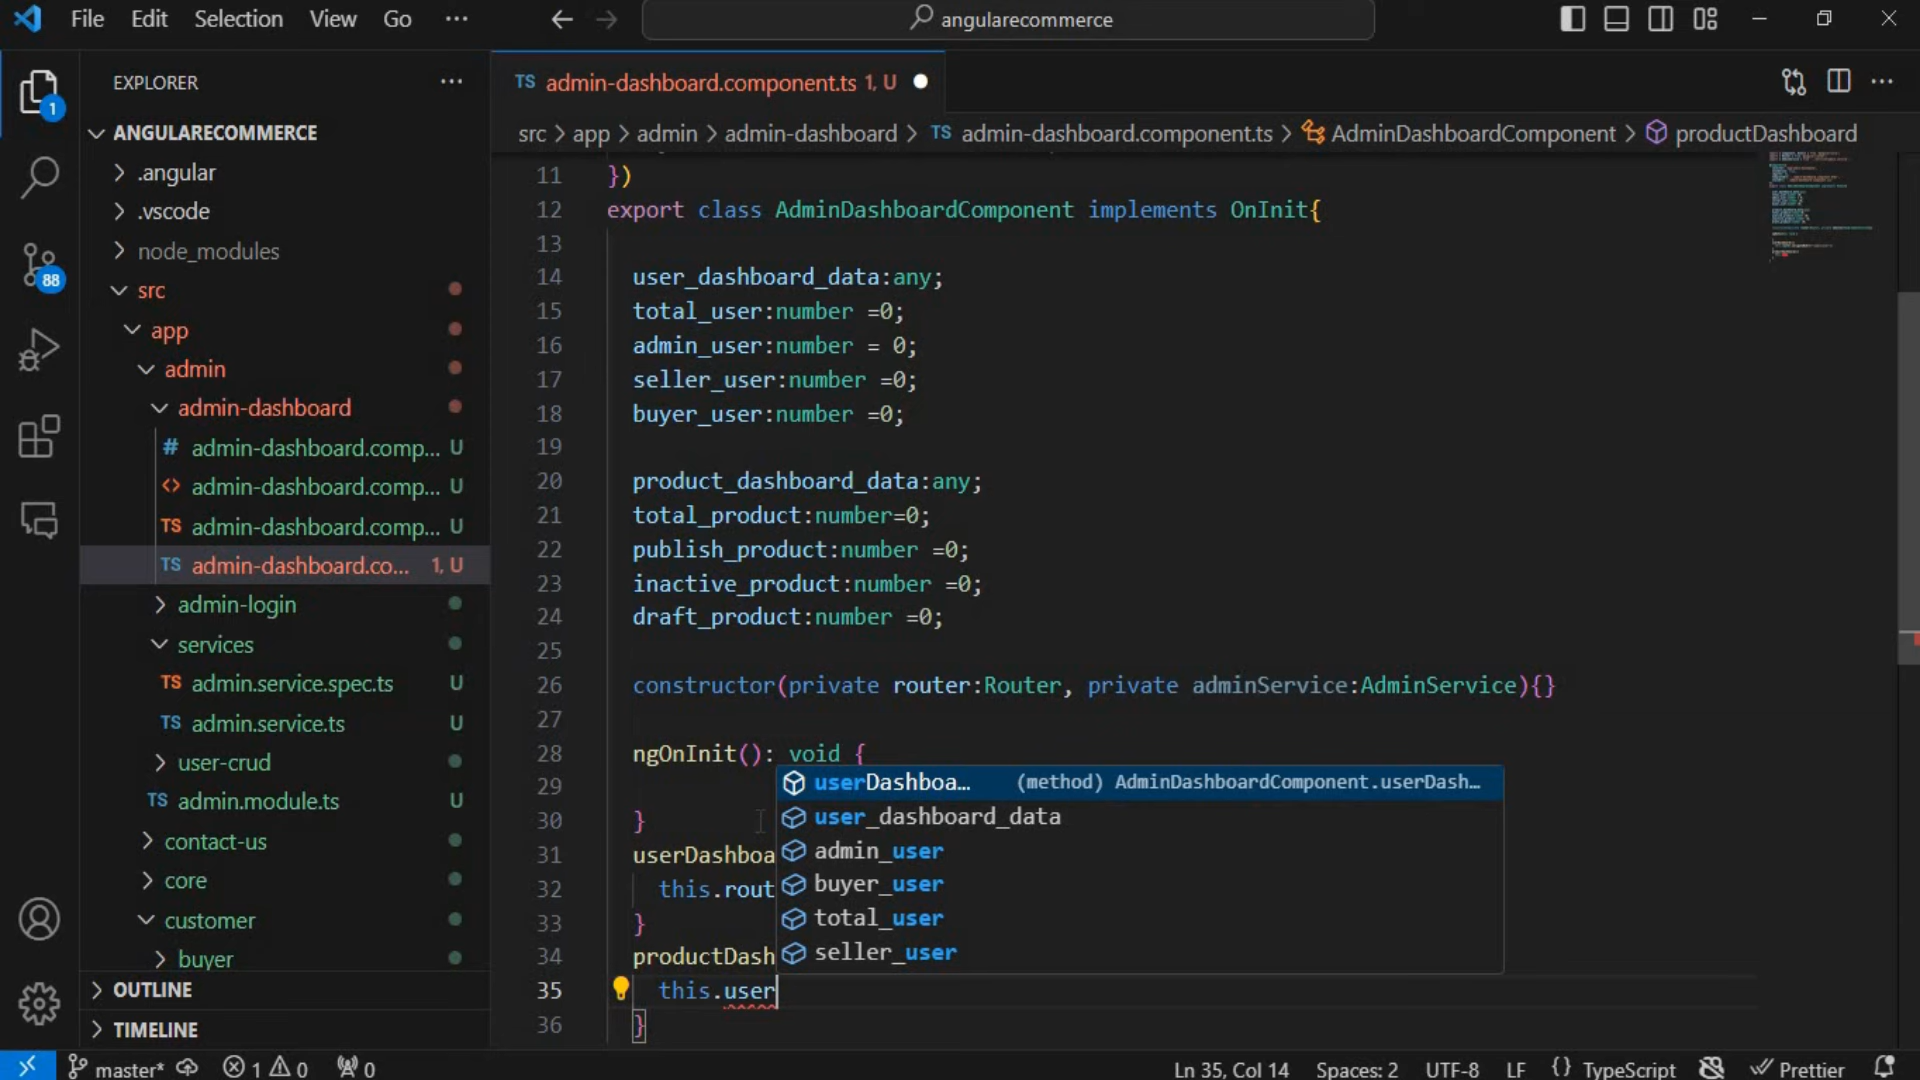 File Edit Selection View Go ···
angularecommerce
EXPLORER ···
ANGULARECOMMERCE
.angular
.vscode
node_modules
src
app
admin
admin-dashboard
# admin-dashboard.comp... U
<> admin-dashboard.comp... U
TS admin-dashboard.comp... U
TS admin-dashboard.co... 1, U
admin-login
services
TS admin.service.spec.ts U
TS admin.service.ts U
user-crud
TS admin.module.ts U
contact-us
core
customer
buyer
OUTLINE
TIMELINE
1
88
TS admin-dashboard.component.ts 1, U
src > app > admin > admin-dashboard > TS admin-dashboard.component.ts > AdminDashboardComponent > productDashboard
11 })
12 export class AdminDashboardComponent implements OnInit{
13
14 user_dashboard_data:any;
15 total_user:number =0;
16 admin_user:number = 0;
17 seller_user:number =0;
18 buyer_user:number =0;
19
20 product_dashboard_data:any;
21 total_product:number=0;
22 publish_product:number =0;
23 inactive_product:number =0;
24 draft_product:number =0;
25
26 constructor(private router:Router, private adminService:AdminService){}
27
28 ngOnInit(): void {
29
30 }
31 userDashboa
32 this.rout
33 }
34 productDash
35 this.user
36 }
userDashboa... (method) AdminDashboardComponent.userDash...
user_dashboard_data
admin_user
buyer_user
total_user
seller_user
master* 1 0 0 Ln 35, Col 14 Spaces: 2 UTF-8 LF {} TypeScript Prettier